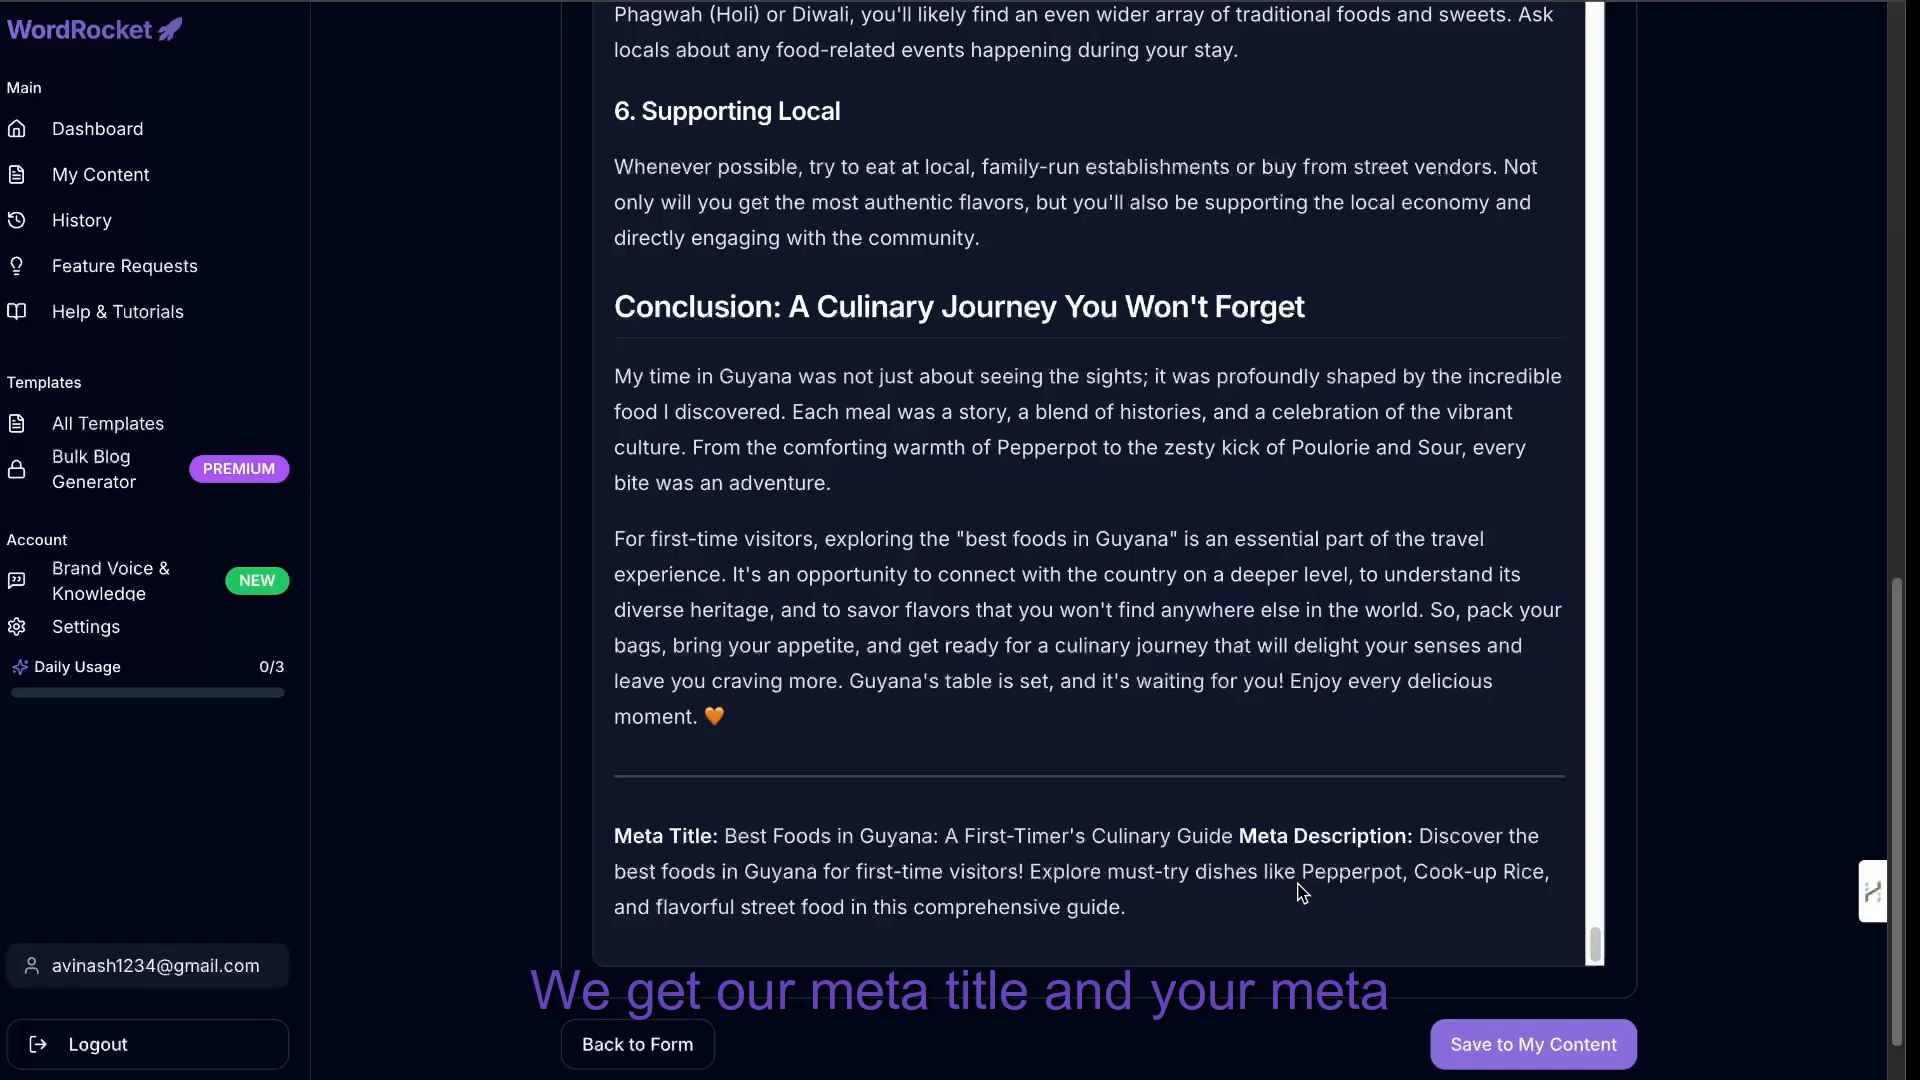 WordRocket
Main
Dashboard
My Content
History
Feature Requests
Help & Tutorials
Templates
All Templates
Bulk Blog
Generator
PREMIUM
Account
Brand Voice &
Knowledge
NEW
Settings
Daily Usage
0/3
avinash1234@gmail.com
Logout
Phagwah (Holi) or Diwali, you'll likely find an even wider array of traditional foods and sweets. Ask
locals about any food-related events happening during your stay.
6. Supporting Local
Whenever possible, try to eat at local, family-run establishments or buy from street vendors. Not
only will you get the most authentic flavors, but you'll also be supporting the local economy and
directly engaging with the community.
Conclusion: A Culinary Journey You Won't Forget
My time in Guyana was not just about seeing the sights; it was profoundly shaped by the incredible
food I discovered. Each meal was a story, a blend of histories, and a celebration of the vibrant
culture. From the comforting warmth of Pepperpot to the zesty kick of Poulorie and Sour, every
bite was an adventure.
For first-time visitors, exploring the "best foods in Guyana" is an essential part of the travel
experience. It's an opportunity to connect with the country on a deeper level, to understand its
diverse heritage, and to savor flavors that you won't find anywhere else in the world. So, pack your
bags, bring your appetite, and get ready for a culinary journey that will delight your senses and
leave you craving more. Guyana's table is set, and it's waiting for you! Enjoy every delicious
moment. 🧡
Meta Title: Best Foods in Guyana: A First-Timer's Culinary Guide Meta Description: Discover the
best foods in Guyana for first-time visitors! Explore must-try dishes like Pepperpot, Cook-up Rice,
and flavorful street food in this comprehensive guide.
We get our meta title and your meta
Back to Form
Save to My Content